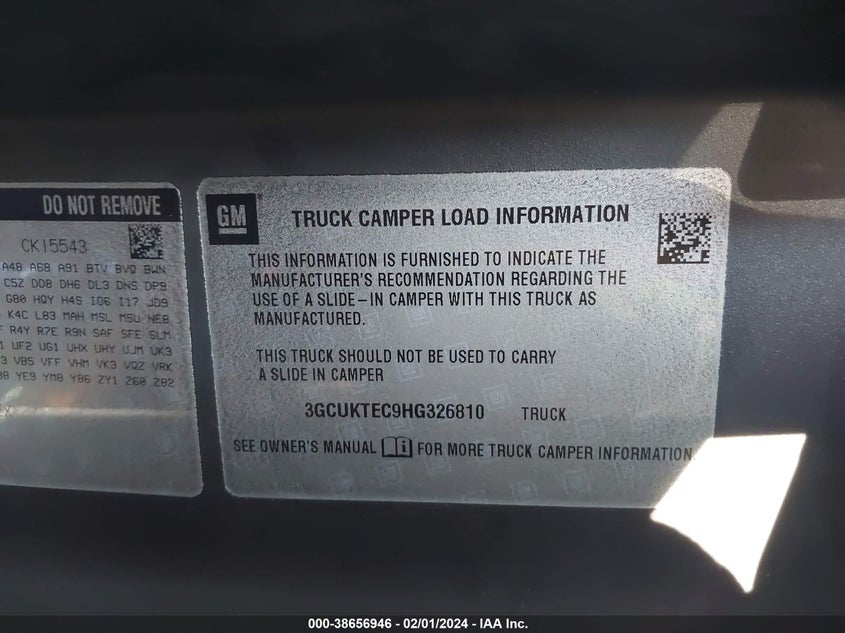 DO NOT REMOVE
CK15543
A48 A68 A91 BTV BVQ BWN
C5Z DD8 DH6 DL3 DNS DP9
G80 HQY H4S IO6 I17 JD9
K4C L83 MAH MSL M5U NE8
R4Y R7E R9N SAF SFE SLM
UF2 UG1 UHX UHY UJM UK3
VB5 VFF VHM VK3 VQZ VRK
YE9 YM8 Y86 ZY1 Z60 Z82
GM
TRUCK CAMPER LOAD INFORMATION
THIS INFORMATION IS FURNISHED TO INDICATE THE
MANUFACTURER'S RECOMMENDATION REGARDING THE
USE OF A SLIDE-IN CAMPER WITH THIS TRUCK AS
MANUFACTURED.
THIS TRUCK SHOULD NOT BE USED TO CARRY
A SLIDE IN CAMPER
3GCUKTEC9HG326810 TRUCK
SEE OWNER'S MANUAL FOR MORE TRUCK CAMPER INFORMATION
000-38656946 - 02/01/2024 - IAA Inc.